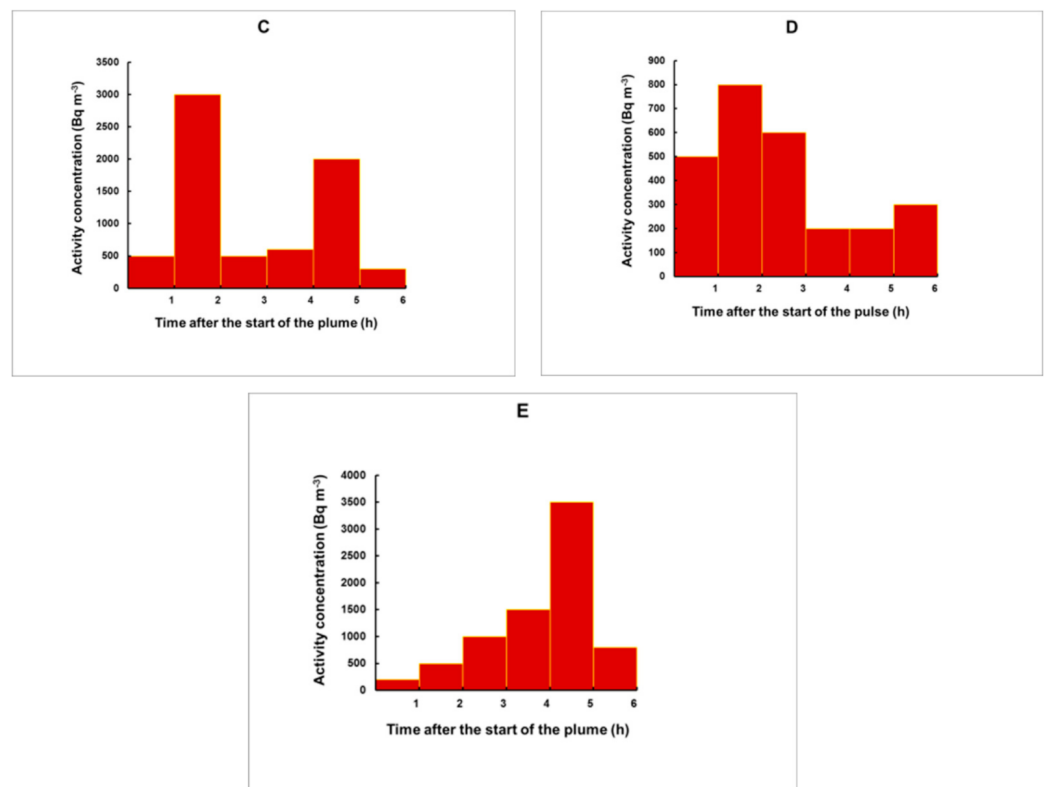 C
Activity concentration (Bq m⁻³)
3500
3000
2500
2000
1500
1000
500
0
1 2 3 4 5 6
Time after the start of the plume (h)
D
Activity concentration (Bq m⁻³)
900
800
700
600
500
400
300
200
100
0
1 2 3 4 5 6
Time after the start of the pulse (h)
E
Activity concentration (Bq m⁻³)
4000
3500
3000
2500
2000
1500
1000
500
0
1 2 3 4 5 6
Time after the start of the plume (h)